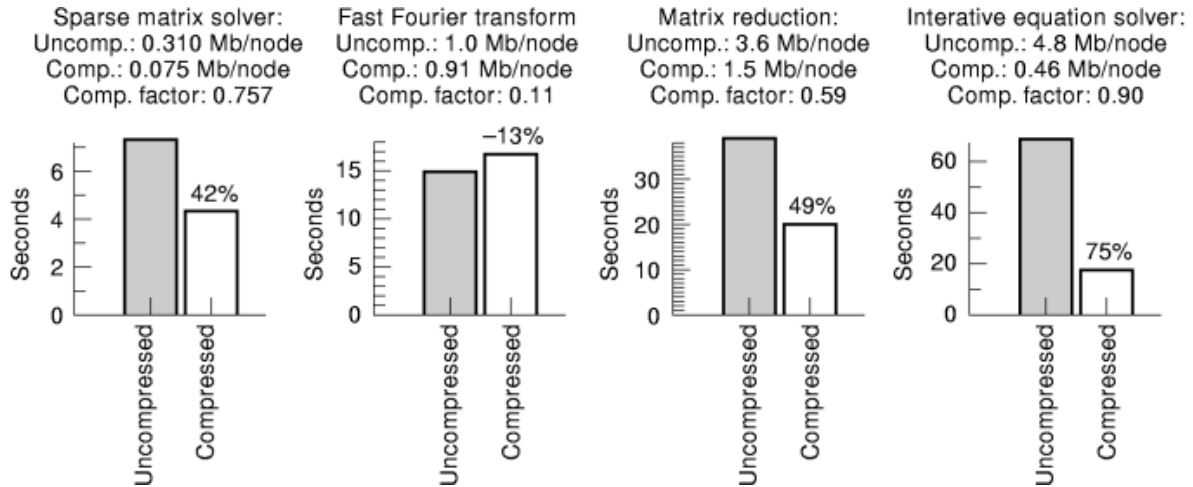 Sparse matrix solver:
Uncomp.: 0.310 Mb/node
Comp.: 0.075 Mb/node
Comp. factor: 0.757
6
4
2
0
Seconds
42%
Uncompressed
Compressed
Fast Fourier transform
Uncomp.: 1.0 Mb/node
Comp.: 0.91 Mb/node
Comp. factor: 0.11
15
10
5
0
Seconds
–13%
Uncompressed
Compressed
Matrix reduction:
Uncomp.: 3.6 Mb/node
Comp.: 1.5 Mb/node
Comp. factor: 0.59
30
20
10
0
Seconds
49%
Uncompressed
Compressed
Interative equation solver:
Uncomp.: 4.8 Mb/node
Comp.: 0.46 Mb/node
Comp. factor: 0.90
60
40
20
0
Seconds
75%
Uncompressed
Compressed